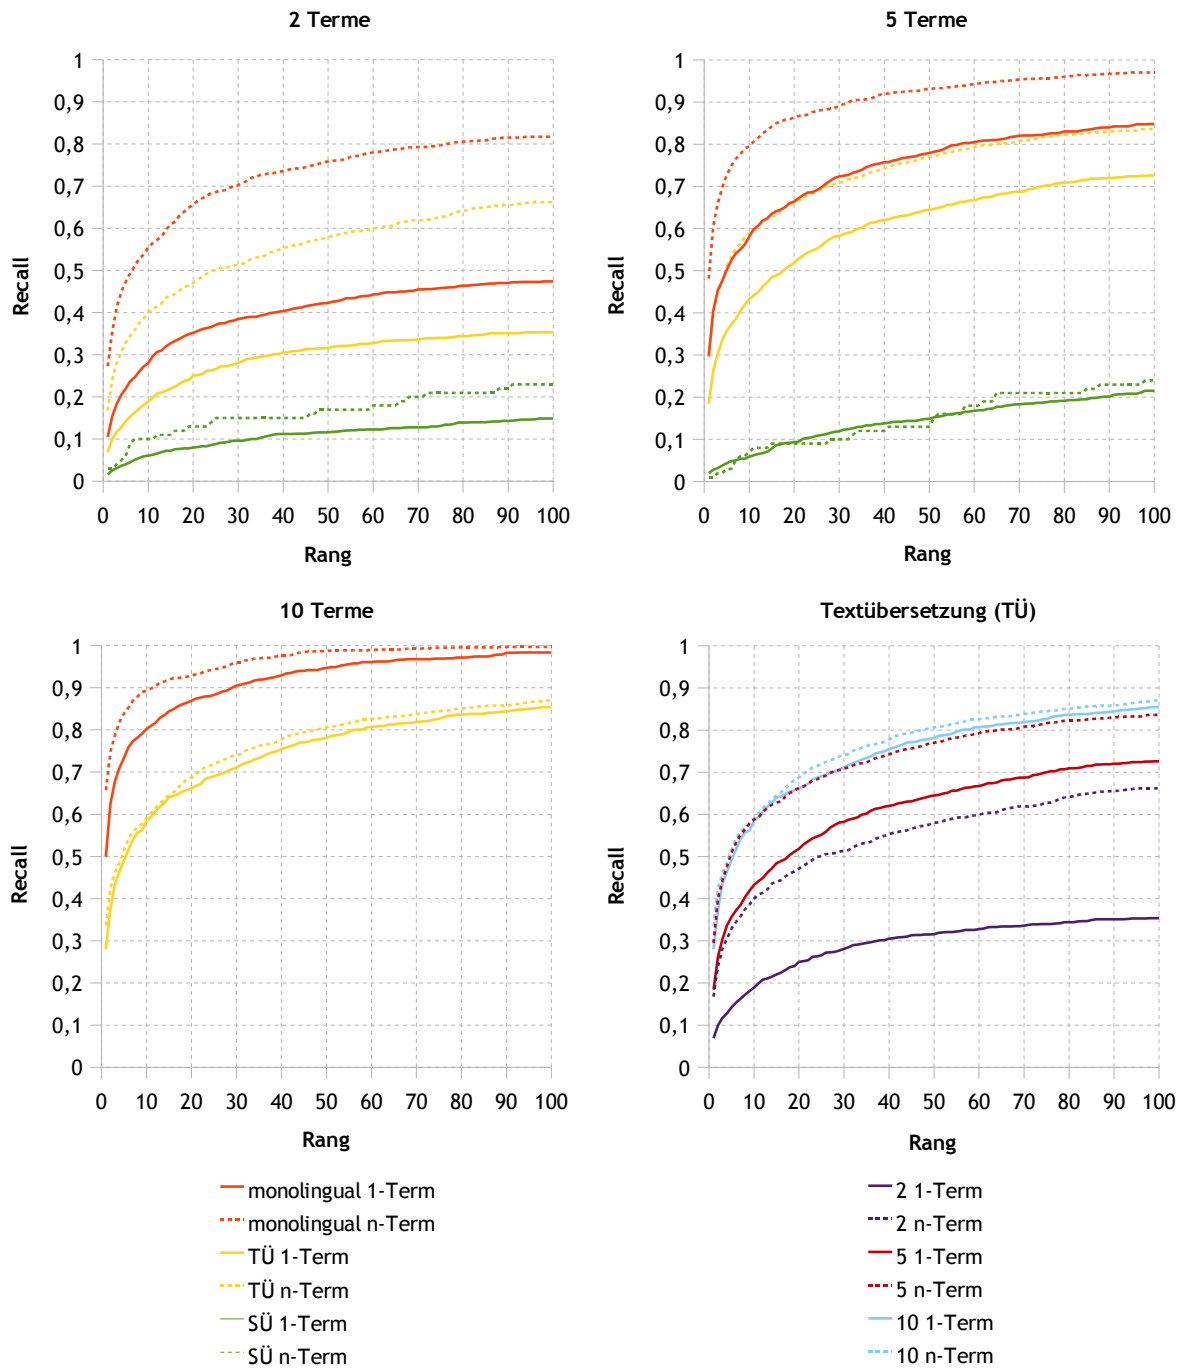 2 Terme
1
0,9
0,8
0,7
0,6
0,5
0,4
0,3
0,2
0,1
0
Recall
0 10 20 30 40 50 60 70 80 90 100
Rang
5 Terme
1
0,9
0,8
0,7
0,6
0,5
0,4
0,3
0,2
0,1
0
Recall
0 10 20 30 40 50 60 70 80 90 100
Rang
10 Terme
1
0,9
0,8
0,7
0,6
0,5
0,4
0,3
0,2
0,1
0
Recall
0 10 20 30 40 50 60 70 80 90 100
Rang
Textübersetzung (TÜ)
1
0,9
0,8
0,7
0,6
0,5
0,4
0,3
0,2
0,1
0
Recall
0 10 20 30 40 50 60 70 80 90 100
Rang
monolingual 1-Term
monolingual n-Term
TÜ 1-Term
TÜ n-Term
SÜ 1-Term
SÜ n-Term
2 1-Term
2 n-Term
5 1-Term
5 n-Term
10 1-Term
10 n-Term